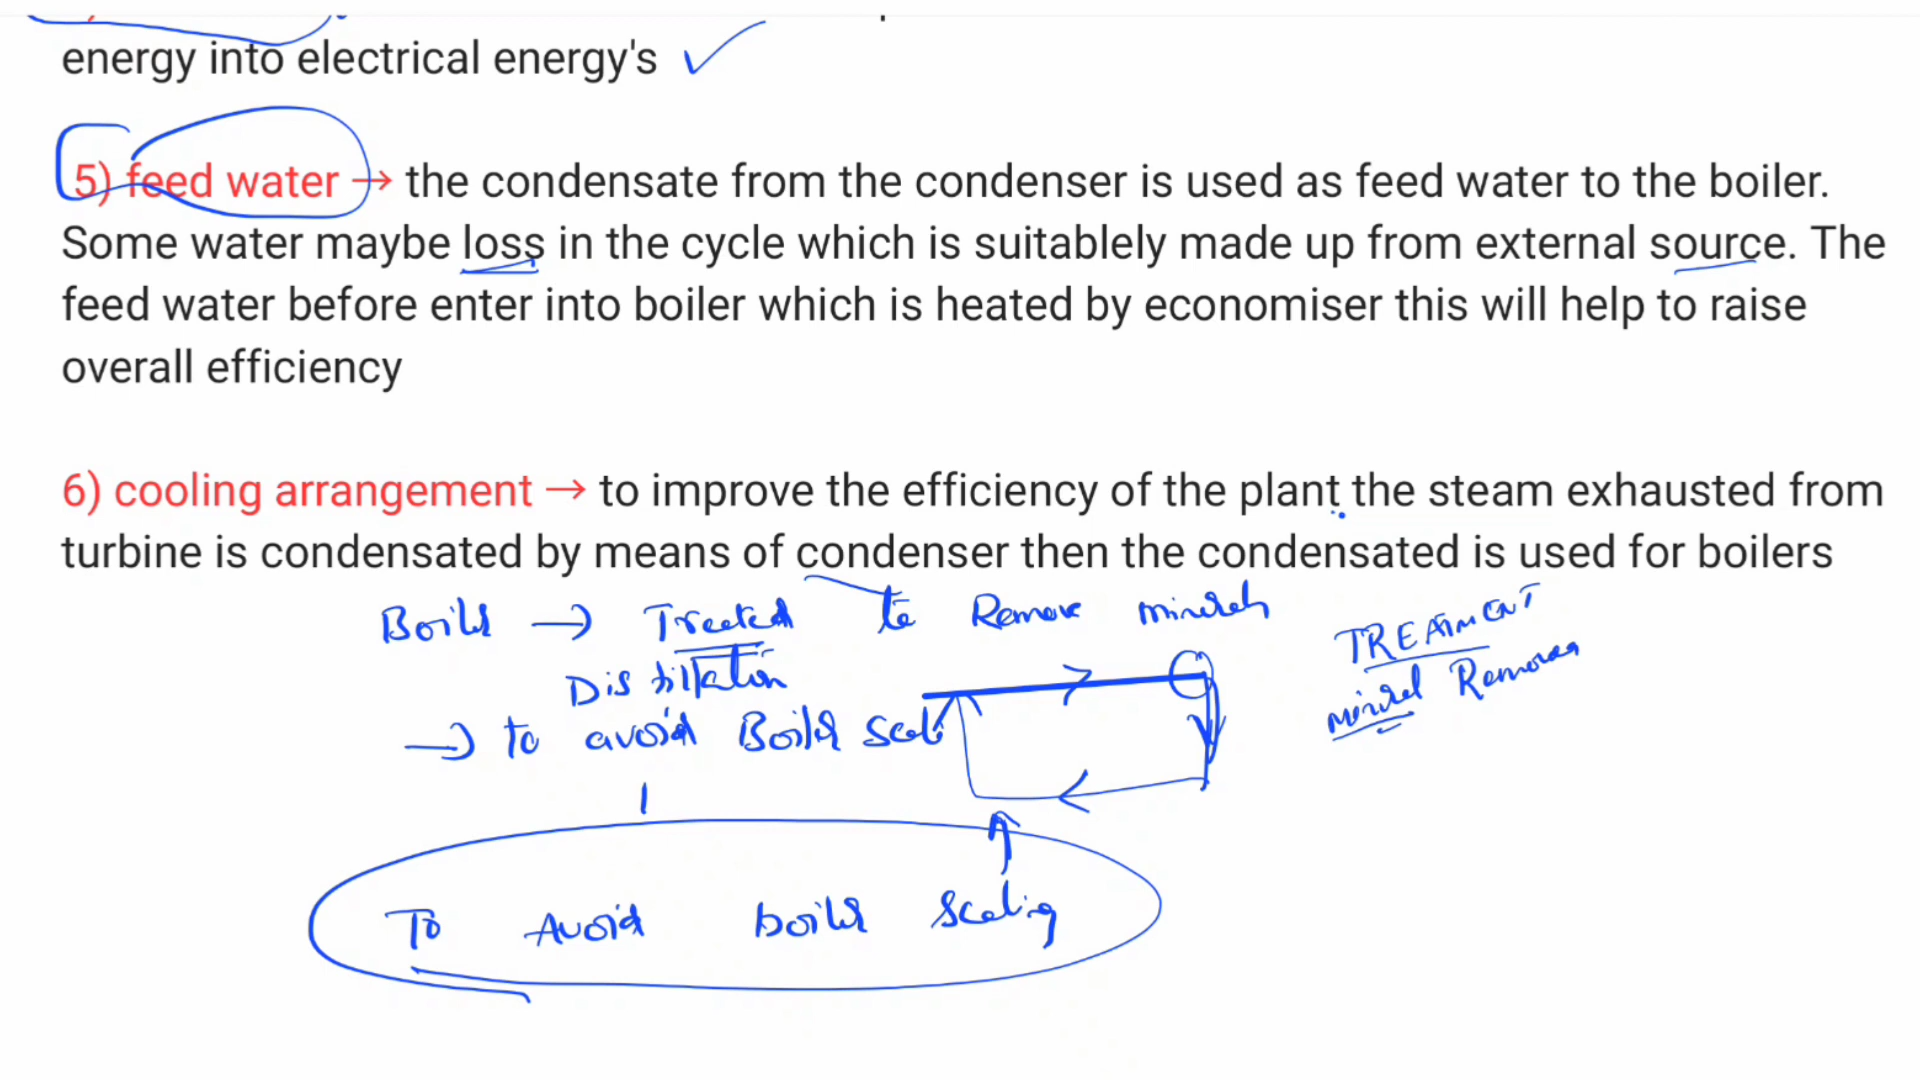 energy into electrical energy's
5) feed water → the condensate from the condenser is used as feed water to the boiler.
Some water maybe loss in the cycle which is suitablely made up from external source. The
feed water before enter into boiler which is heated by economiser this will help to raise
overall efficiency
6) cooling arrangement → to improve the efficiency of the plant the steam exhausted from
turbine is condensated by means of condenser then the condensated is used for boilers
Boiler → Treated to Remove minerals
TREATMENT
Distillation
mineral
→ to avoid Boiler
To Avoid boiler Scaling